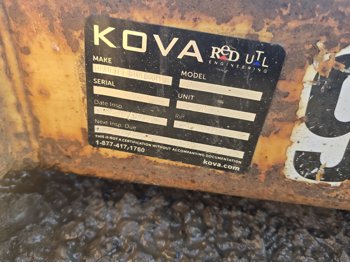 KOVA ReD UTL
ENGINEERING
MAKE
MODEL
SERIAL
UNIT
Date Insp.
Next Insp. Due
THIS IS NOT A CERTIFICATION WITHOUT ACCOMPANYING DOCUMENTATION
1-877-417-1760
kova.com